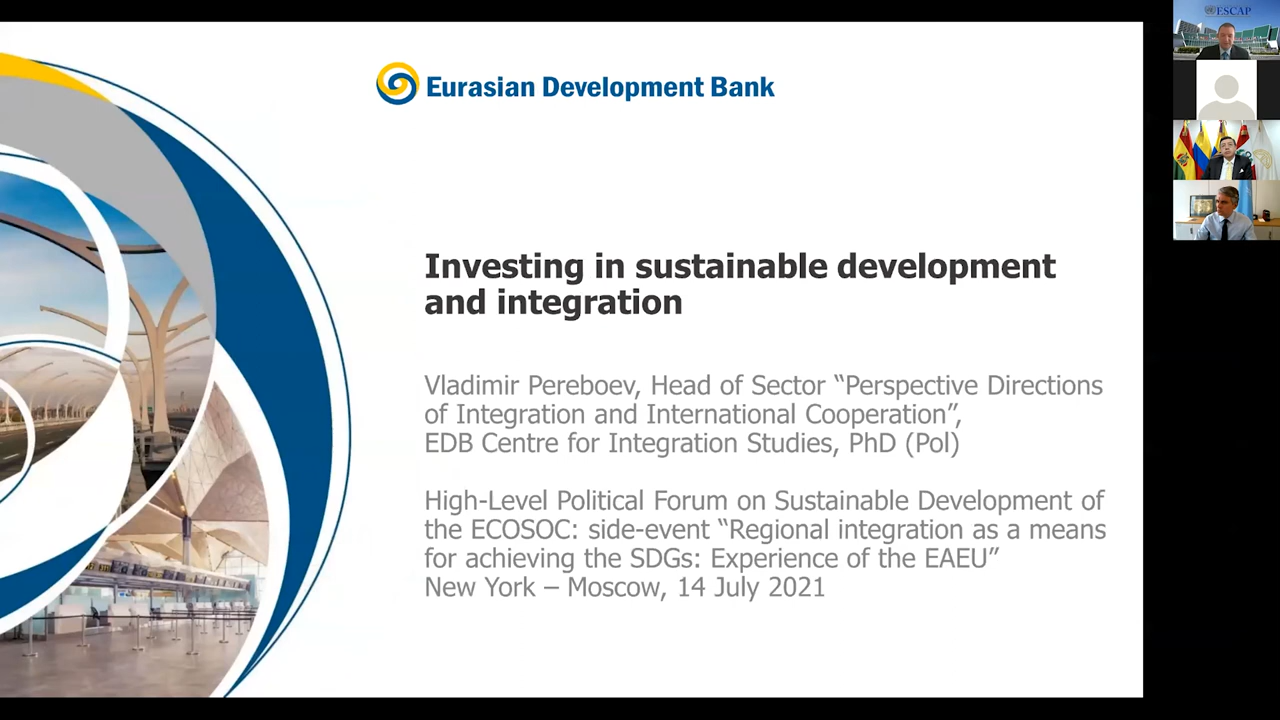 ESCAP
Eurasian Development Bank
Investing in sustainable development
and integration
Vladimir Pereboev, Head of Sector “Perspective Directions
of Integration and International Cooperation”,
EDB Centre for Integration Studies, PhD (Pol)
High-Level Political Forum on Sustainable Development of
the ECOSOC: side-event “Regional integration as a means
for achieving the SDGs: Experience of the EAEU”
New York – Moscow, 14 July 2021